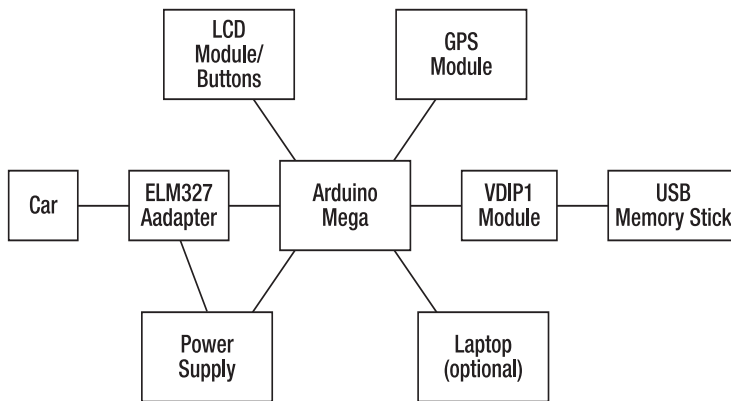 LCD
Module/
Buttons
GPS
Module
Car
ELM327
Aadapter
Arduino
Mega
VDIP1
Module
USB
Memory Stick
Power
Supply
Laptop
(optional)